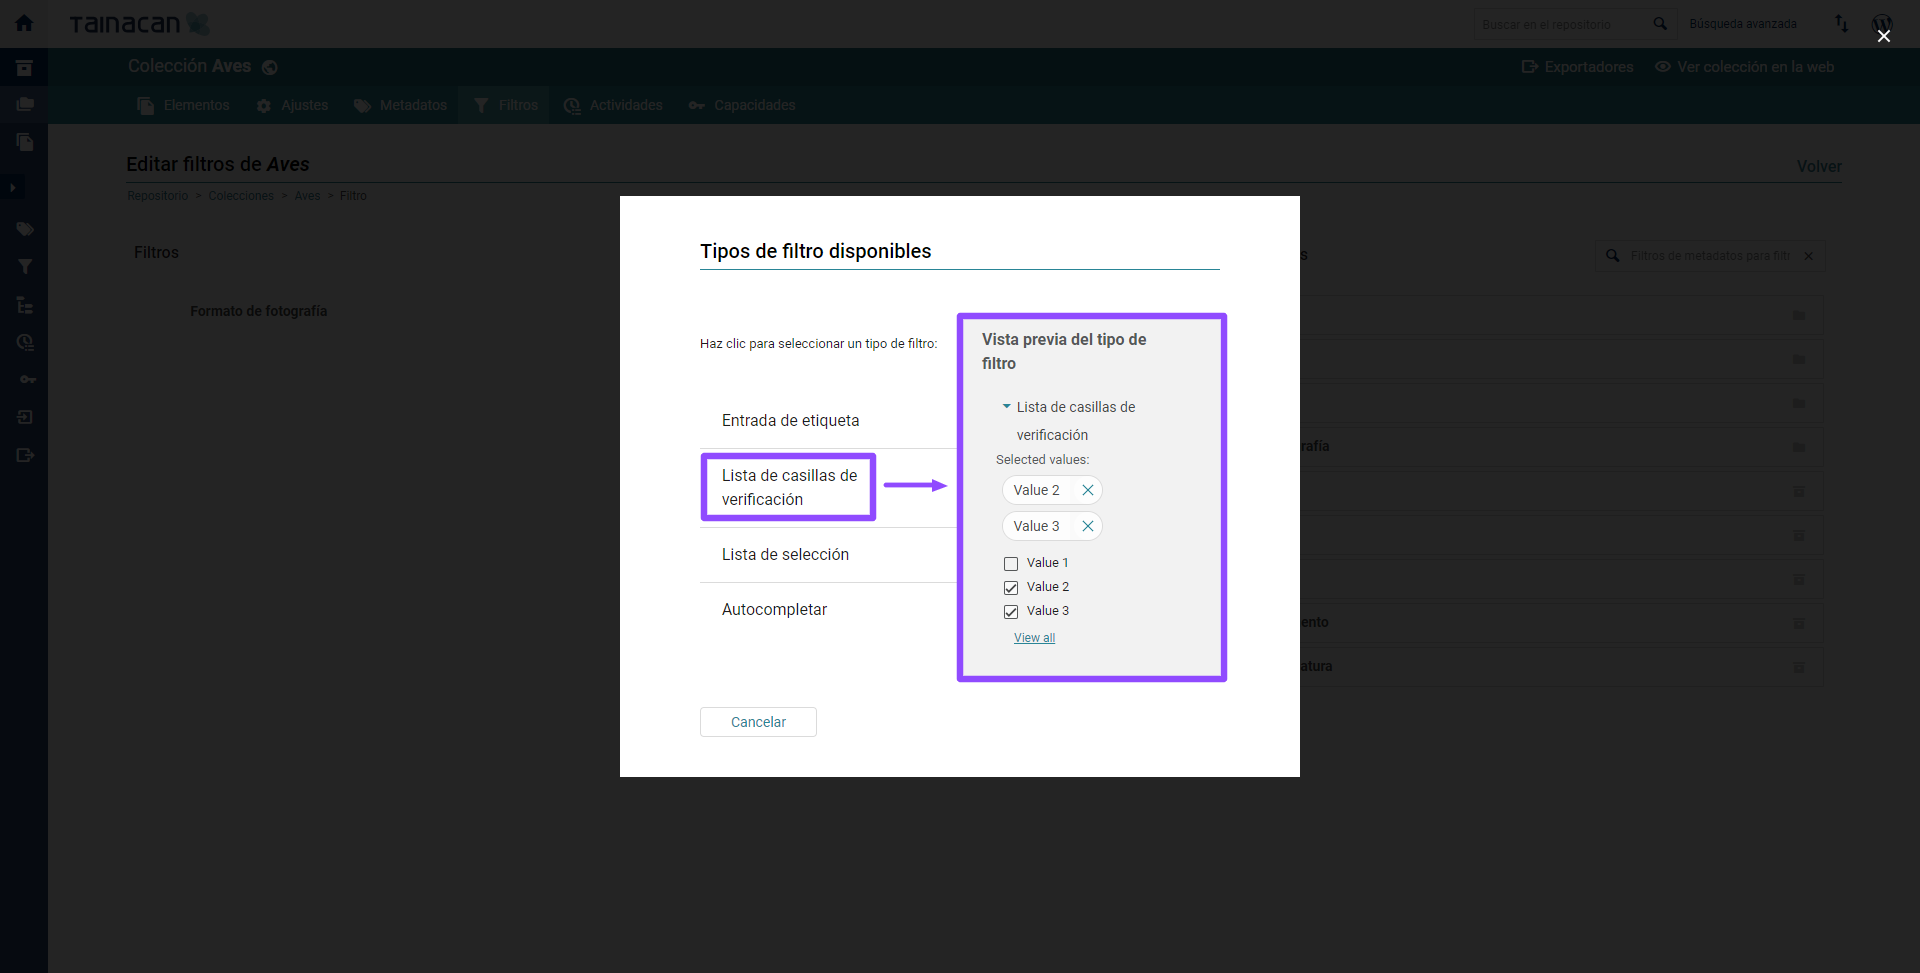 TAINACAN
Buscar en el repositorio
Búsqueda avanzada
Colección Aves
Exportadores
Ver colección en la web
Elementos
Ajustes
Metadatos
Filtros
Actividades
Capacidades
Editar filtros de Aves
Volver
Repositorio > Colecciones > Aves > Filtro
Filtros
s
Filtros de metadatos para filtr
Formato de fotografía
rafía
ento
atura
Tipos de filtro disponibles
Haz clic para seleccionar un tipo de filtro:
Entrada de etiqueta
Lista de casillas de
verificación
Lista de selección
Autocompletar
Vista previa del tipo de
filtro
Lista de casillas de
verificación
Selected values:
Value 2
Value 3
Value 1
Value 2
Value 3
View all
Cancelar